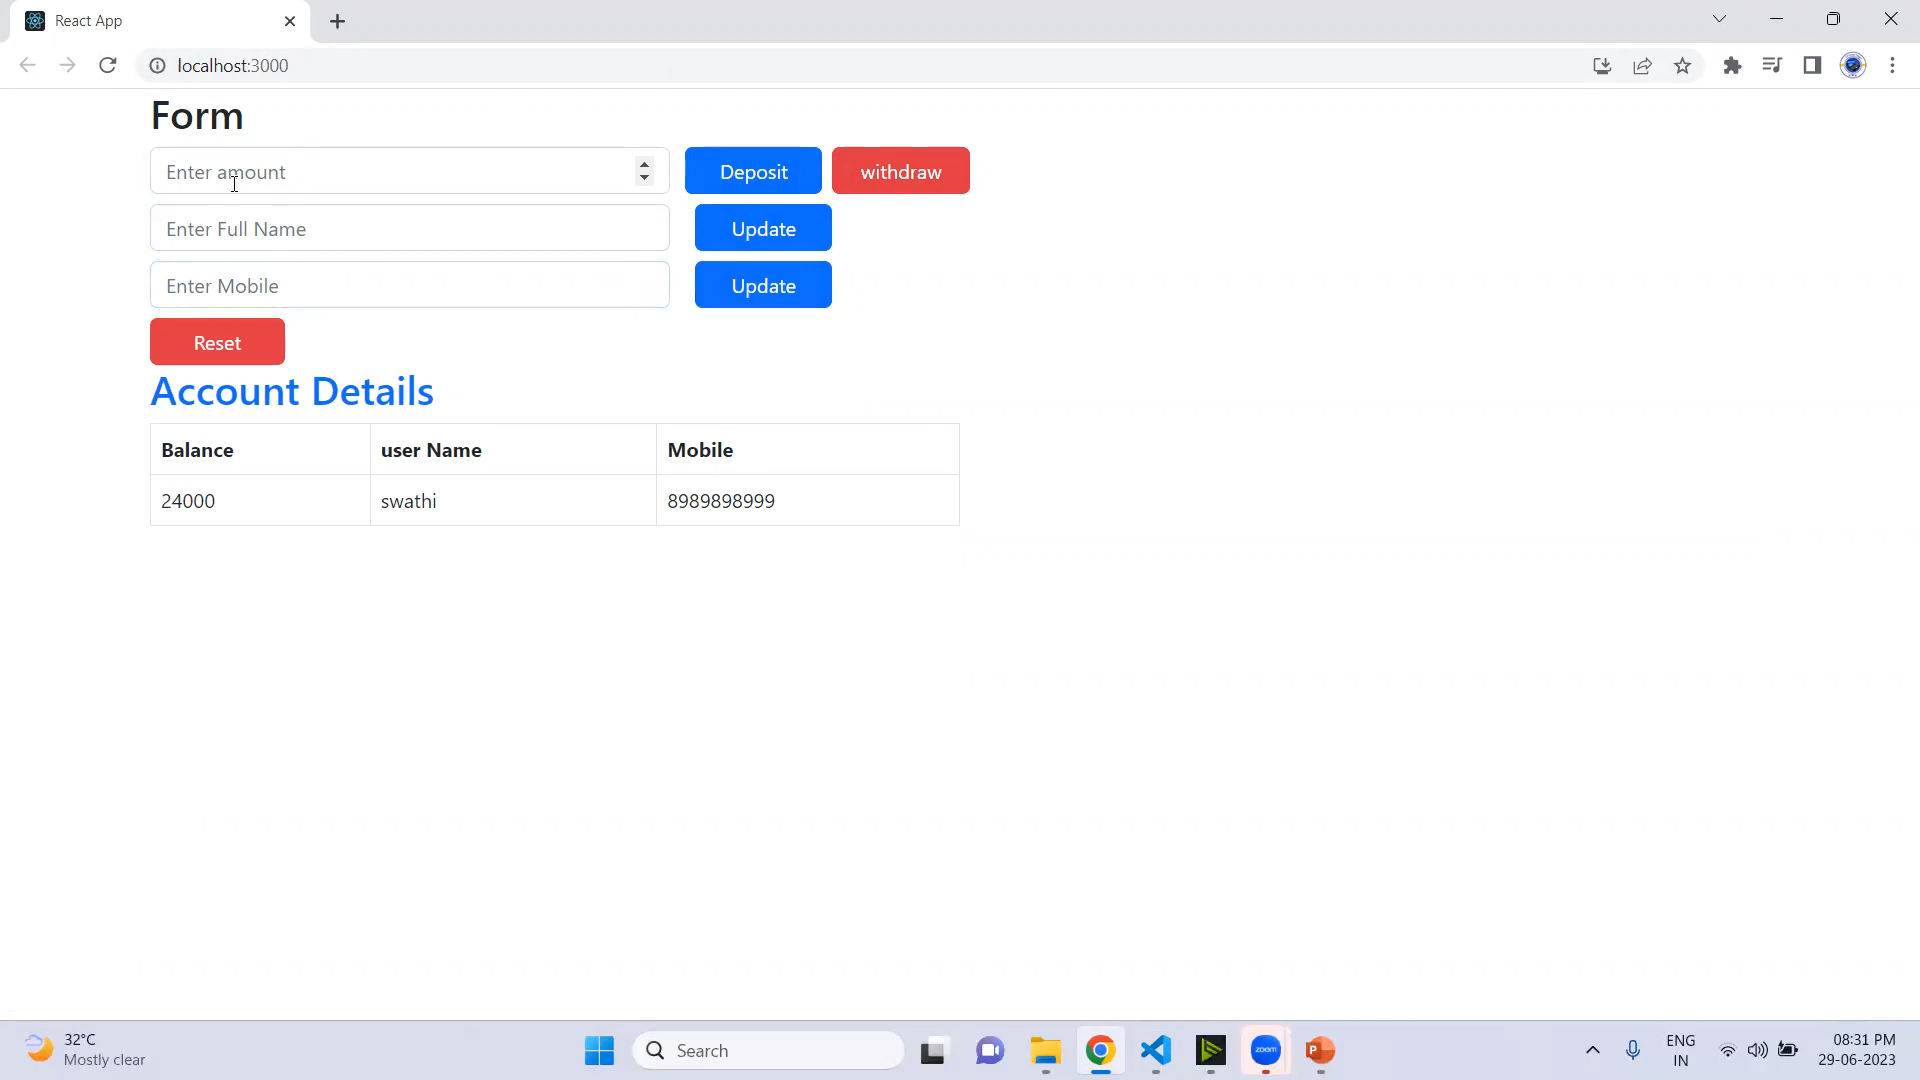 React App
localhost:3000
Form
Enter amount
Deposit
withdraw
Enter Full Name
Update
Enter Mobile
Update
Reset
Account Details
Balance user Name Mobile
24000 swathi 8989898999
32°C
Mostly clear
Search
zoom
P
ENG
IN
08:31 PM
29-06-2023